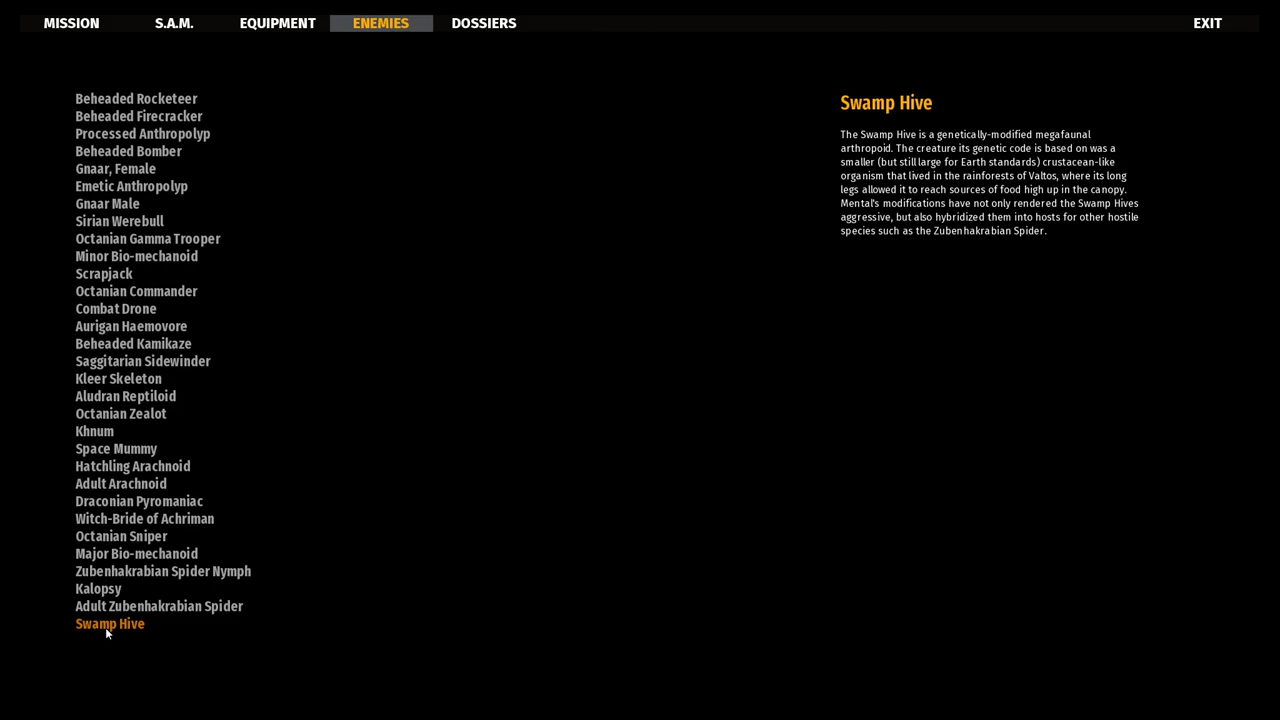 MISSION S.A.M. EQUIPMENT ENEMIES DOSSIERS EXIT
Beheaded Rocketeer
Beheaded Firecracker
Processed Anthropolyp
Beheaded Bomber
Gnaar, Female
Emetic Anthropolyp
Gnaar Male
Sirian Werebull
Octanian Gamma Trooper
Minor Bio-mechanoid
Scrapjack
Octanian Commander
Combat Drone
Aurigan Haemovore
Beheaded Kamikaze
Saggitarian Sidewinder
Kleer Skeleton
Aludran Reptiloid
Octanian Zealot
Khnum
Space Mummy
Hatchling Arachnoid
Adult Arachnoid
Draconian Pyromaniac
Witch-Bride of Achriman
Octanian Sniper
Major Bio-mechanoid
Zubenhakrabian Spider Nymph
Kalopsy
Adult Zubenhakrabian Spider
Swamp Hive
Swamp Hive
The Swamp Hive is a genetically-modified megafaunal
arthropoid. The creature its genetic code is based on was a
smaller (but still large for Earth standards) crustacean-like
organism that lived in the rainforests of Valtos, where its long
legs allowed it to reach sources of food high up in the canopy.
Mental's modifications have not only rendered the Swamp Hives
aggressive, but also hybridized them into hosts for other hostile
species such as the Zubenhakrabian Spider.